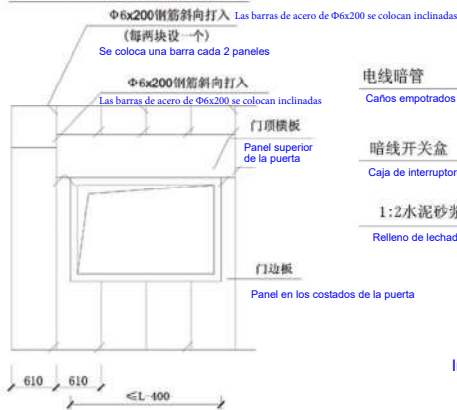 Φ6x200钢筋斜向打入 Las barras de acero de Φ6x200 se colocan inclinadas
(每两块设一个)
Se coloca una barra cada 2 paneles
Φ6x200钢筋斜向打入
Las barras de acero de Φ6x200 se colocan inclinadas
门顶横板
Panel superior
de la puerta
门边板
Panel en los costados de la puerta
610 610
≤L-400
电线暗管
Caños empotrados
暗线开关盒
Caja de interruptor
1:2水泥砂浆
Relleno de lechad